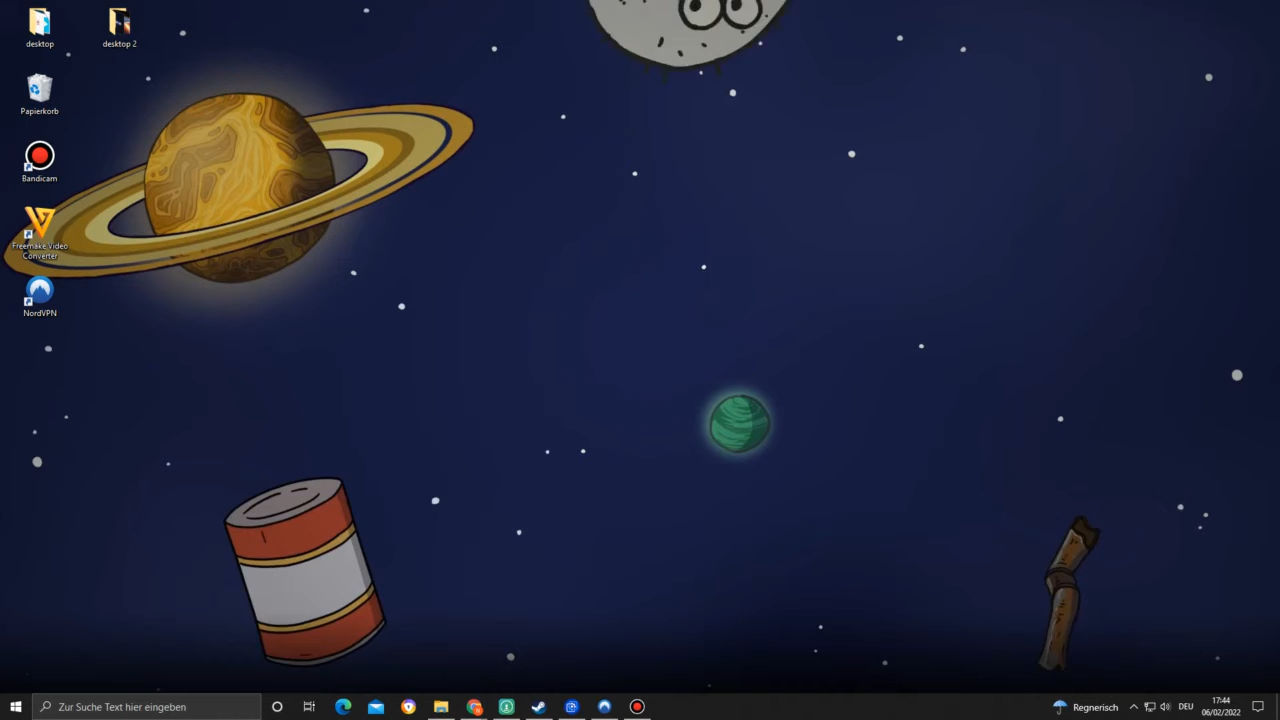 desktop
desktop 2
Papierkorb
Bandicam
Freemake Video
Converter
NordVPN
Zur Suche Text hier eingeben
Regnerisch
DEU
17:44
06/02/2022